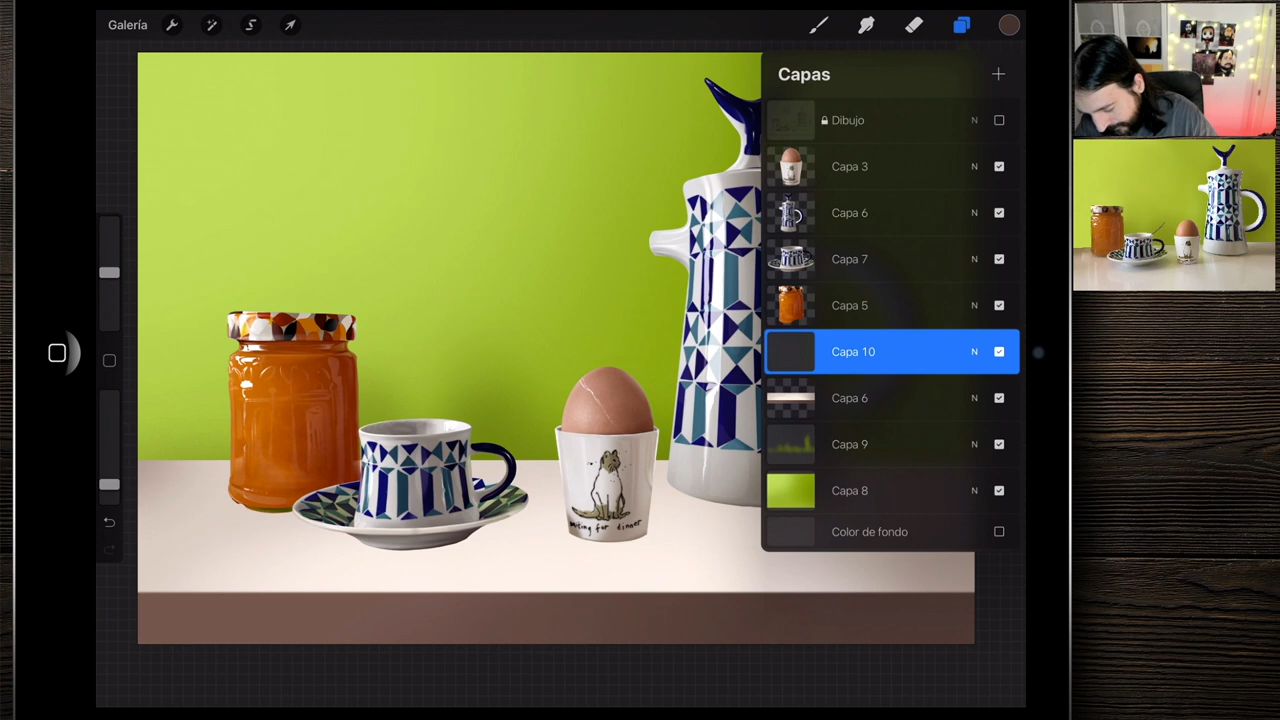 Galería
Capas
Dibujo N
Capa 3 N
Capa 6 N
Capa 7 N
Capa 5 N
Capa 10 N
Capa 6 N
Capa 9 N
Capa 8 N
Color de fondo
waiting for dinner